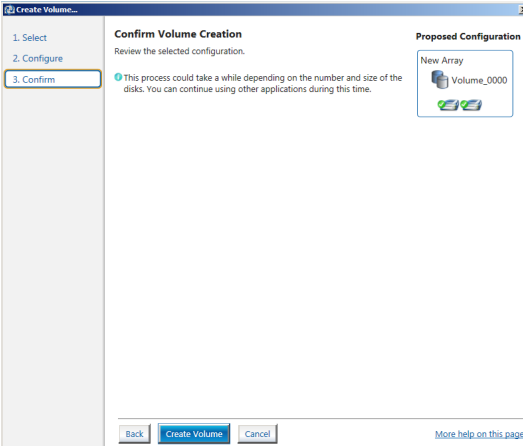 Create Volume...
1. Select
2. Configure
3. Confirm
Confirm Volume Creation
Review the selected configuration.
This process could take a while depending on the number and size of the
disks. You can continue using other applications during this time.
Proposed Configuration
New Array
Volume_0000
Back
Create Volume
Cancel
More help on this page